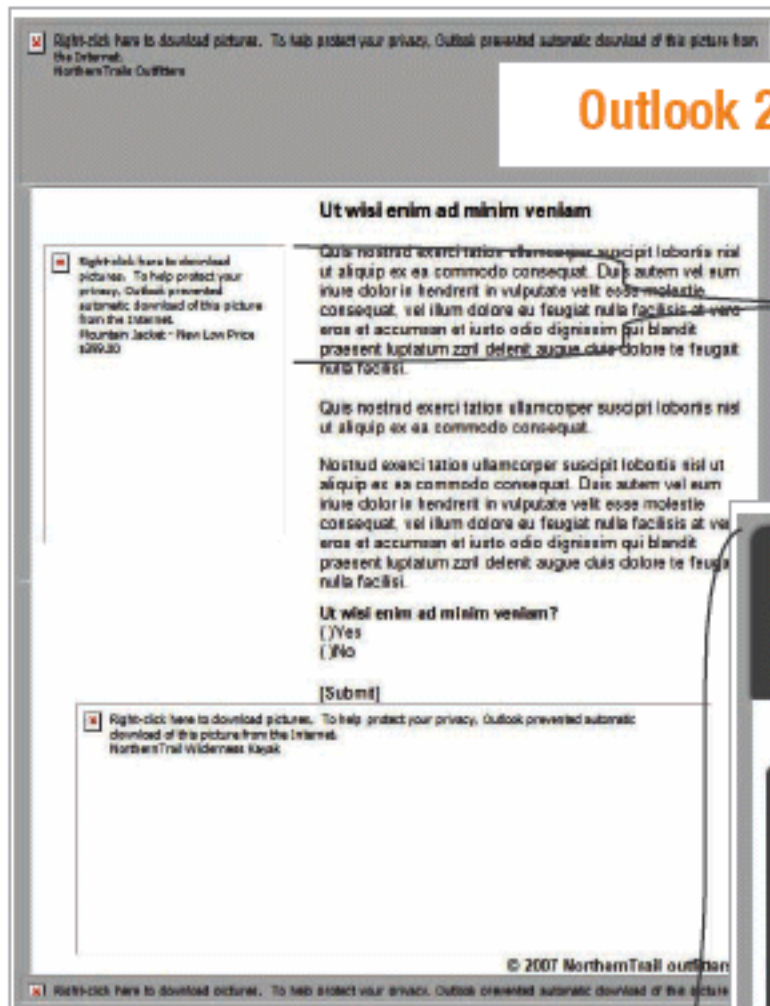 Right-click here to download pictures. To help protect your privacy, Outlook prevented automatic download of this picture from
the Internet.
NorthernTrails Outfitters
Outlook 2
Ut wisi enim ad minim veniam
Quis nostrud exerci tation ullamcorper suscipit lobortis nisl
ut aliquip ex ea commodo consequat. Duis autem vel eum
iriure dolor in hendrerit in vulputate velit esse molestie
consequat, vel illum dolore eu feugiat nulla facilisis at vero
eros et accumsan et iusto odio dignissim qui blandit
praesent luptatum zzril delenit augue duis dolore te feugait
nulla facilisi.
Right-click here to download
pictures. To help protect your
privacy, Outlook prevented
automatic download of this picture
from the Internet.
Mountain Jacket - New Low Price
Quis nostrud exerci tation ullamcorper suscipit lobortis nisl
ut aliquip ex ea commodo consequat.
Nostrud exerci tation ullamcorper suscipit lobortis nisl ut
aliquip ex ea commodo consequat. Duis autem vel eum
iriure dolor in hendrerit in vulputate velit esse molestie
consequat, vel illum dolore eu feugiat nulla facilisis at ve
eros et accumsan et iusto odio dignissim qui blandit
praesent luptatum zzril delenit augue duis dolore te feuga
nulla facilisi.
Ut wisi enim ad minim veniam?
( )Yes
( )No
[Submit]
Right-click here to download pictures. To help protect your privacy, Outlook prevented automatic
download of this picture from the Internet.
NorthernTrail Wilderness Kayak
© 2007 NorthernTrail outfitters
Right-click here to download pictures. To help protect your privacy, Outlook prevented automatic download of this picture